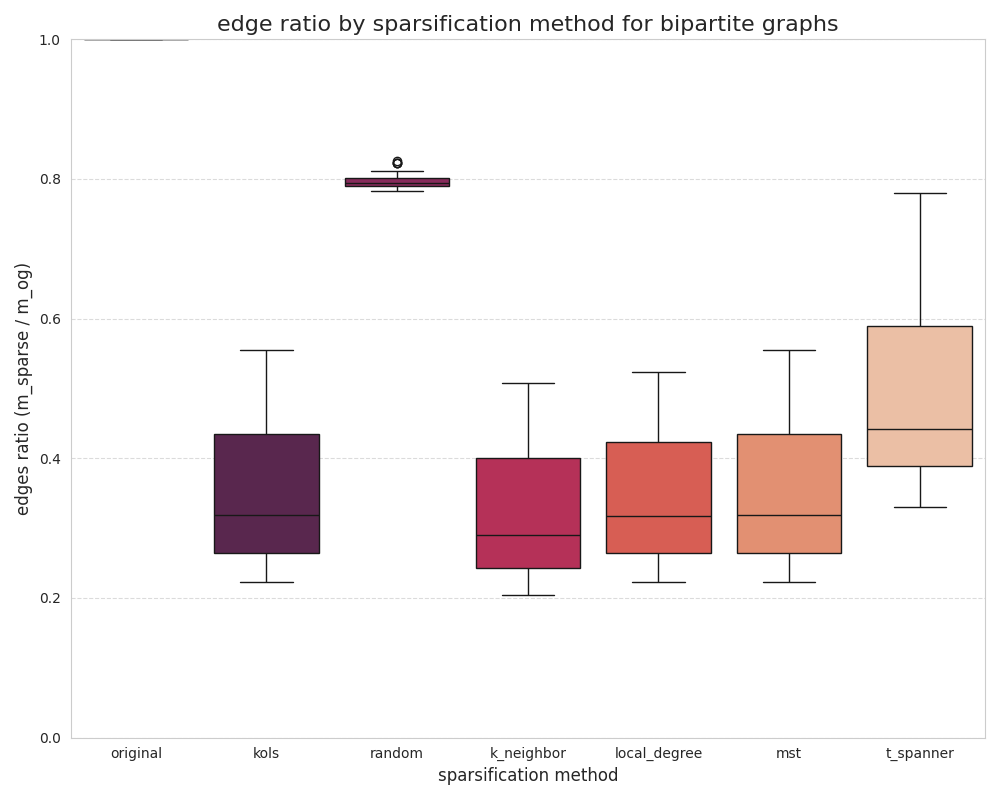 edge ratio by sparsification method for bipartite graphs
1.0
0.8
0.6
0.4
0.2
0.0
edges ratio (m_sparse / m_og)
original kols random k_neighbor local_degree mst t_spanner
sparsification method